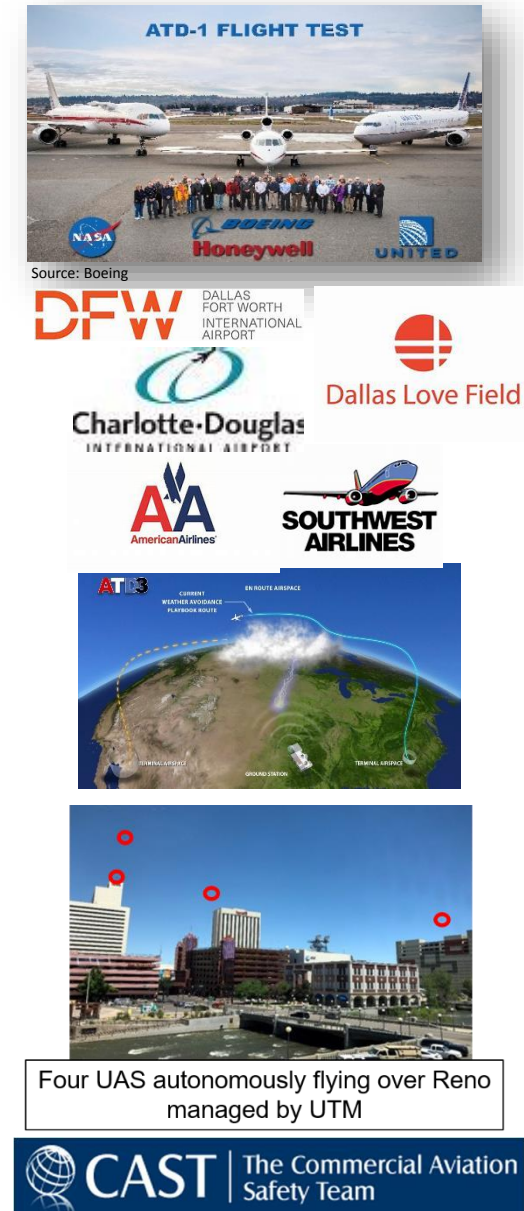 ATD-1 FLIGHT TEST
NASA
BOEING
Honeywell
UNITED
Source: Boeing
DFW
DALLAS
FORT WORTH
INTERNATIONAL
AIRPORT
Dallas Love Field
Charlotte·Douglas
INTERNATIONAL AIRPORT
AA
AmericanAirlines
SOUTHWEST
AIRLINES
ATD3
CURRENT
WEATHER AVOIDANCE
PLAYBOOK ROUTE
EN ROUTE AIRSPACE
TERMINAL AIRSPACE
GROUND STATION
TERMINAL AIRSPACE
Four UAS autonomously flying over Reno
managed by UTM
CAST
The Commercial Aviation
Safety Team